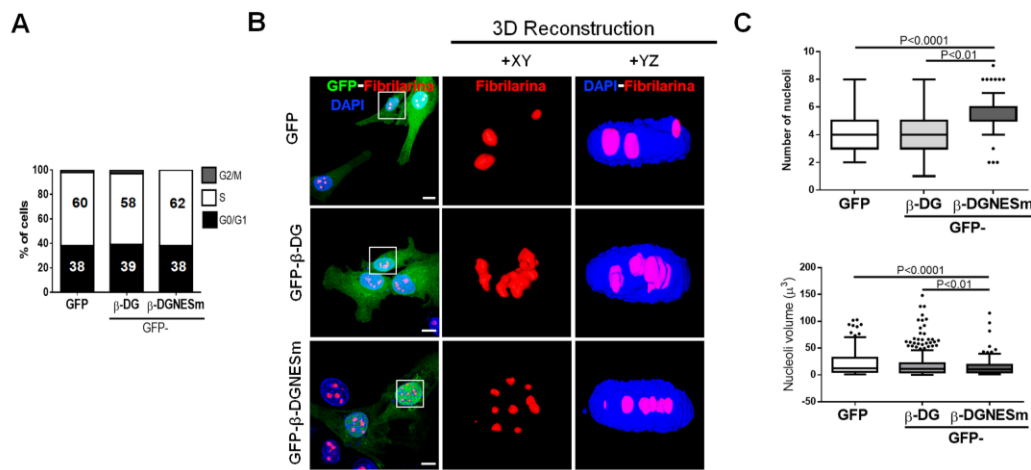 A
% of cells
100
80
60
40
20
0
60
58
62
38
39
38
G2/M
S
G0/G1
GFP
β-DG
β-DGNESm
GFP-
B
3D Reconstruction
+XY
+YZ
GFP-Fibrilarina
DAPI
Fibrilarina
DAPI-Fibrilarina
GFP
GFP-β-DG
GFP-β-DGNESm
C
P<0.0001
P<0.01
Number of nucleoli
10
8
6
4
2
0
GFP
β-DG
β-DGNESm
GFP-
P<0.0001
P<0.01
Nucleoli volume (μ³)
200
150
100
50
0
-50
GFP
β-DG
β-DGNESm
GFP-